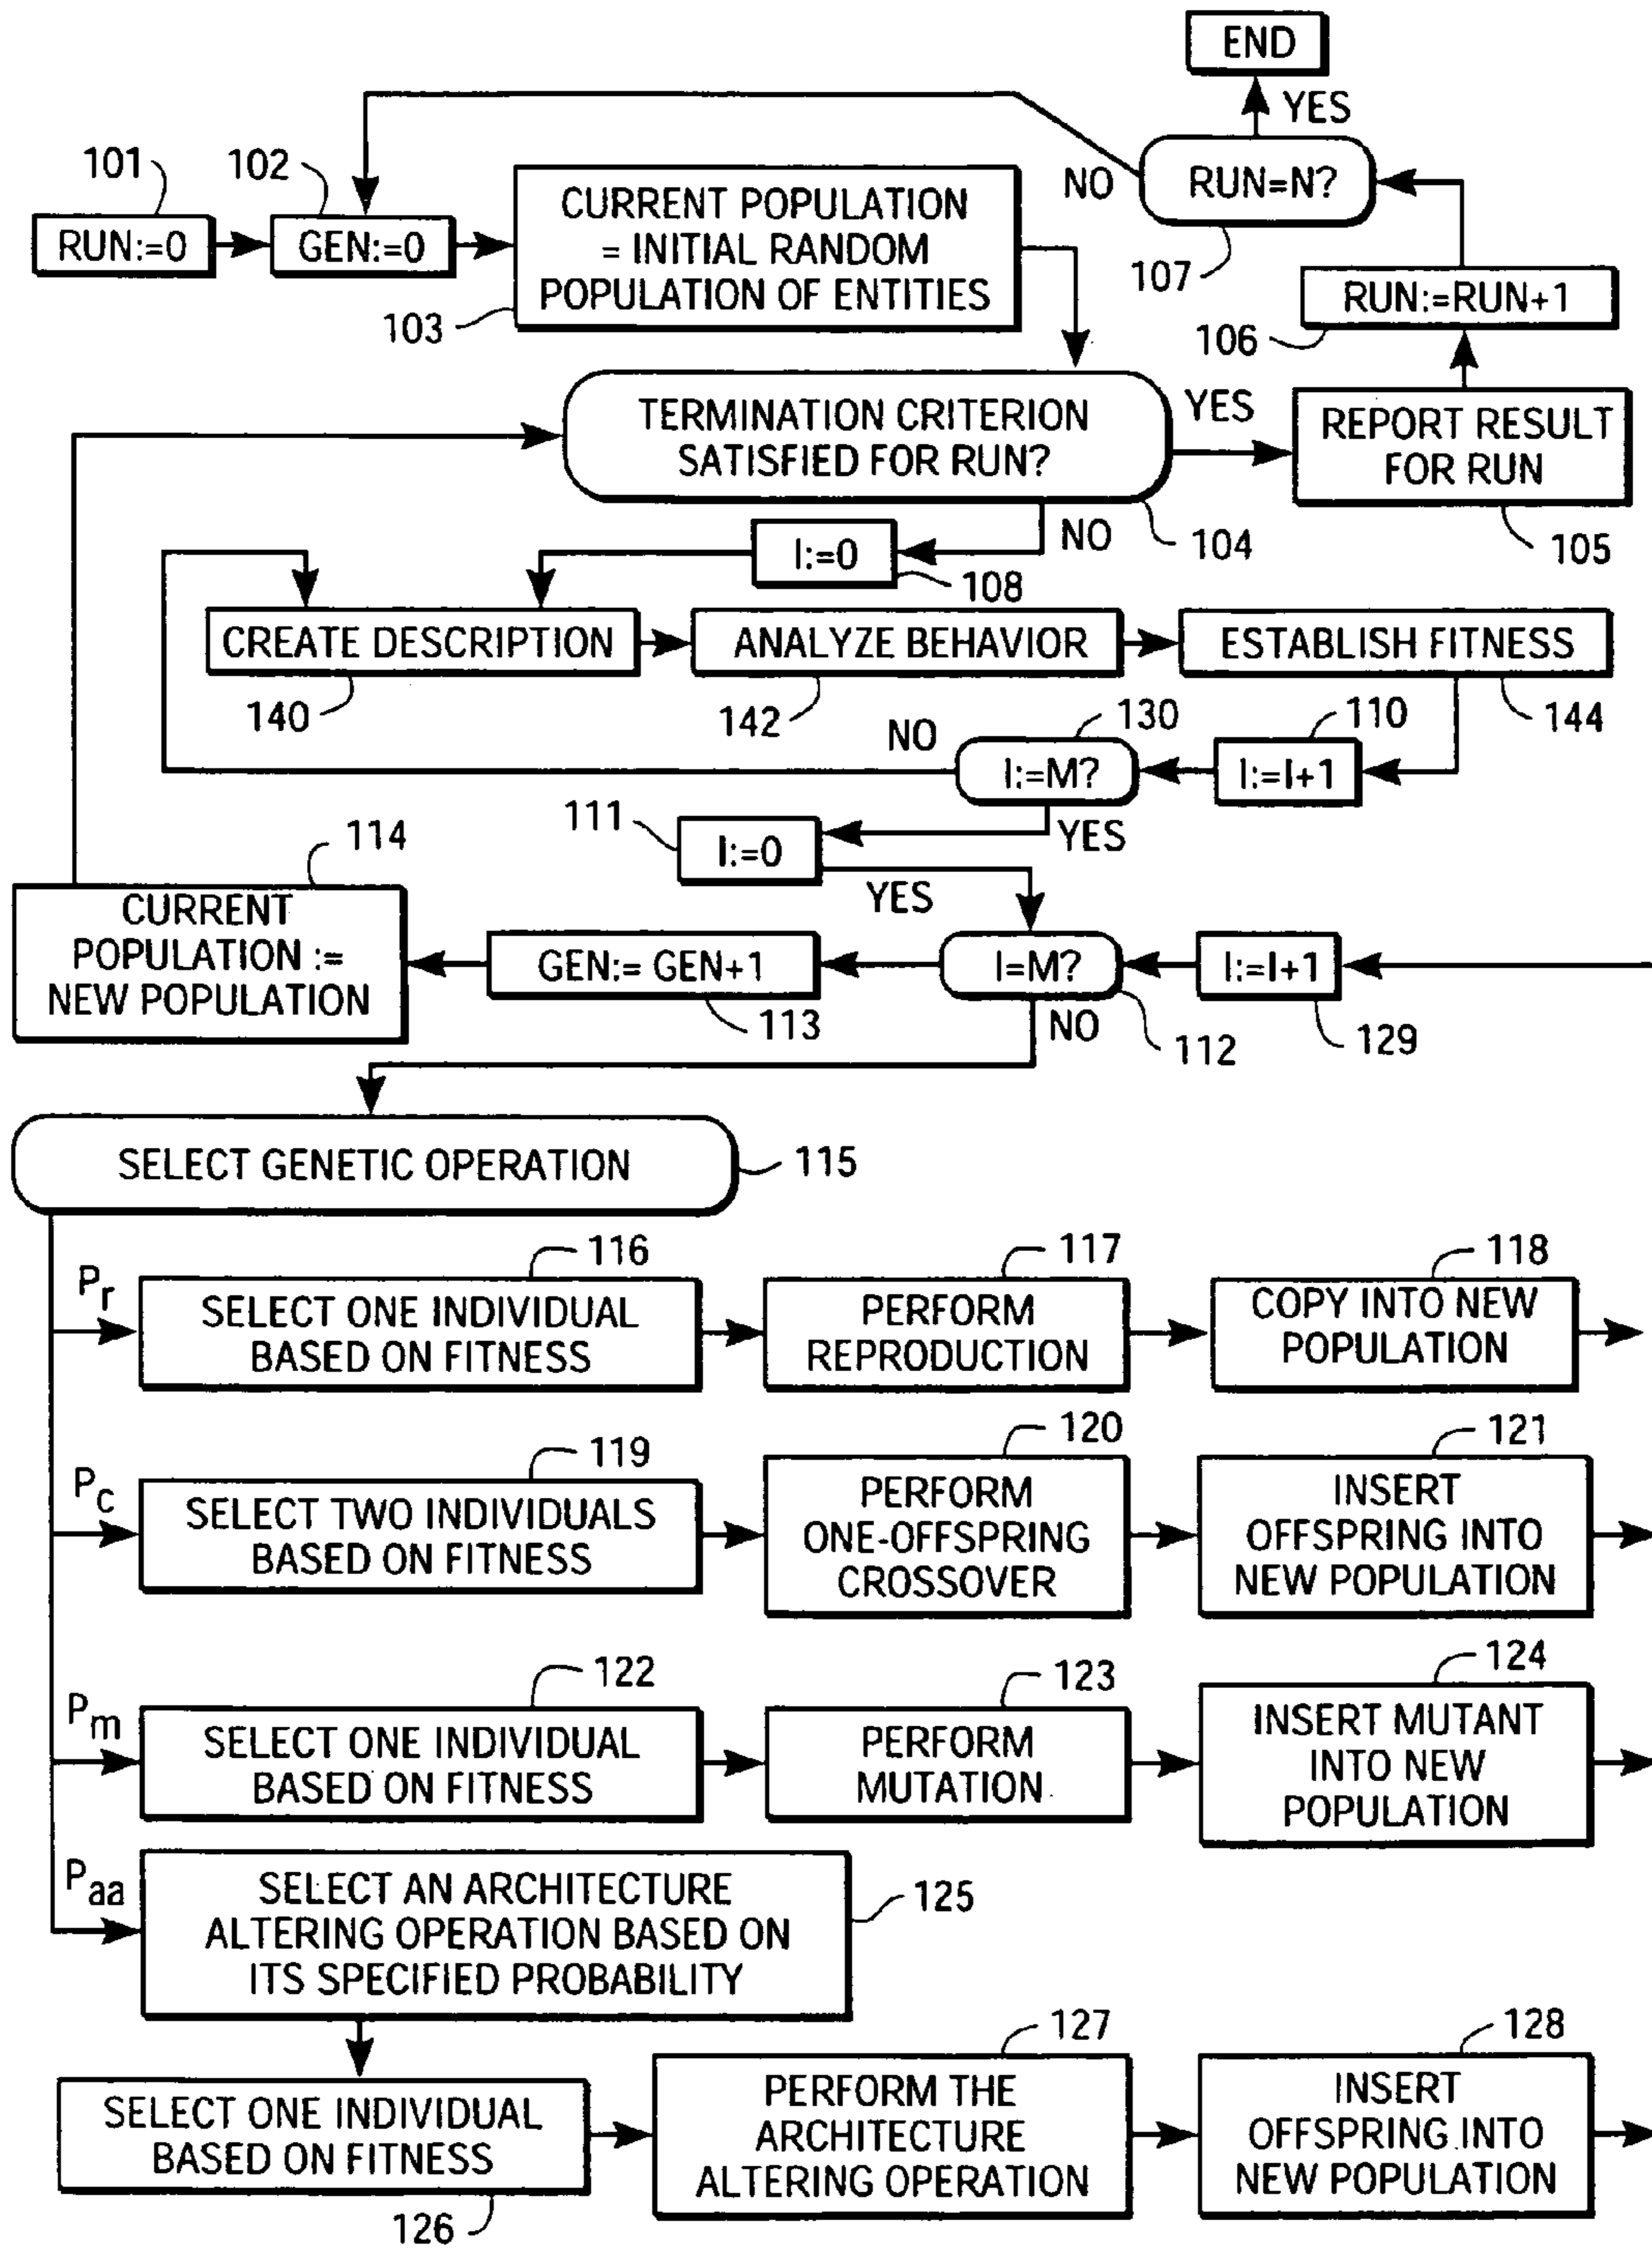 END
YES
101
102
RUN:=0
GEN:=0
CURRENT POPULATION
= INITIAL RANDOM
POPULATION OF ENTITIES
103
NO
RUN=N?
107
RUN:=RUN+1
106
TERMINATION CRITERION
SATISFIED FOR RUN?
YES
104
REPORT RESULT
FOR RUN
105
NO
I:=0
108
CREATE DESCRIPTION
140
ANALYZE BEHAVIOR
142
ESTABLISH FITNESS
144
NO
130
110
I:=M?
I:=I+1
111
YES
I:=0
YES
114
CURRENT
POPULATION :=
NEW POPULATION
GEN:= GEN+1
113
I=M?
NO
112
I:=I+1
129
SELECT GENETIC OPERATION
115
Pr
116
SELECT ONE INDIVIDUAL
BASED ON FITNESS
117
PERFORM
REPRODUCTION
118
COPY INTO NEW
POPULATION
Pc
119
SELECT TWO INDIVIDUALS
BASED ON FITNESS
120
PERFORM
ONE-OFFSPRING
CROSSOVER
121
INSERT
OFFSPRING INTO
NEW POPULATION
Pm
122
SELECT ONE INDIVIDUAL
BASED ON FITNESS
123
PERFORM
MUTATION
124
INSERT MUTANT
INTO NEW
POPULATION
Paa
SELECT AN ARCHITECTURE
ALTERING OPERATION BASED ON
ITS SPECIFIED PROBABILITY
125
SELECT ONE INDIVIDUAL
BASED ON FITNESS
126
127
PERFORM THE
ARCHITECTURE
ALTERING OPERATION
128
INSERT
OFFSPRING INTO
NEW POPULATION